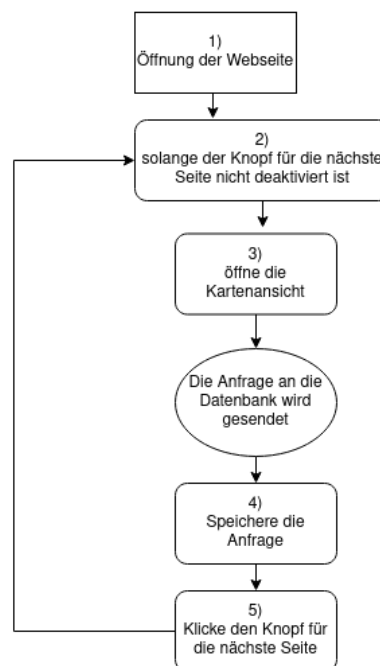 1)
Öffnung der Webseite
2)
solange der Knopf für die nächste
Seite nicht deaktiviert ist
3)
öffne die
Kartenansicht
Die Anfrage an die
Datenbank wird
gesendet
4)
Speichere die
Anfrage
5)
Klicke den Knopf für
die nächste Seite